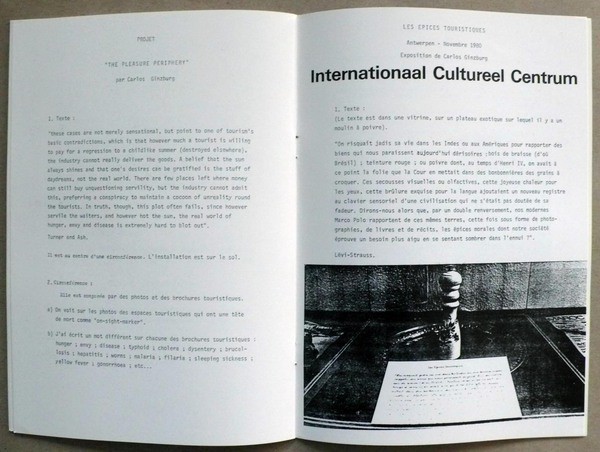 PROJET
"THE PLEASURE PERIPHERY"
par Carlos Ginzburg
1. Texte :
"these cases are not merely sensational, but point to one of tourism's
basic contradictions, which is that however much a tourist is willing
to pay for a regression to a childlike summer (destroyed elsewhere),
the industry cannot really deliver the goods. A belief that the sun
always shines and that one's desires can be gratified is the stuff of
daydreams, not the real world. There are few places left where money
can still buy unquestioning servility, but the industry cannot admit
this, preferring a conspiracy to maintain a cocoon of unreality round
the tourists. In truth, though, this plot often fails, since however
servile the waiters, and however hot the sun, the real world of
hunger, envy and disease is extremely hard to blot out".
Turner and Ash.
Il est au centre d'une circonférence. L'installation est sur le sol.
2. Circonférence :
Elle est composée par des photos et des brochures touristiques.
a) On voit sur les photos des espaces touristiques qui ont une tête
de mort comme "on-sight-marker".
b) J'ai écrit un mot différent sur chacune des brochures touristiques :
hunger ; envy ; disease ; typhoid ; cholera ; dysentery ; brucel-
losis ; hepatitis ; worms ; malaria ; filaria ; sleeping sickness ;
yellow fever ; gonorrhoea ; etc...
LES EPICES TOURISTIQUES
Antwerpen - Novembre 1980
Exposition de Carlos Ginzburg
Internationaal Cultureel Centrum
1. Texte :
(Le texte est dans une vitrine, sur un plateau exotique sur lequel il y a un
moulin à poivre).
"On risquait jadis sa vie dans les Indes ou aux Amériques pour rapporter des
biens qui nous paraissent aujourd'hui dérisoires : bois de braise (d'où
Brésil) ; teinture rouge ; ou poivre dont, au temps d'Henri IV, on avait à
ce point la folie que la Cour en mettait dans des bonbonnières des grains à
croquer. Ces secousses visuelles ou olfactives, cette joyeuse chaleur pour
les yeux, cette brûlure exquise pour la langue ajoutaient un nouveau registre
au clavier sensoriel d'une civilisation qui ne s'était pas doutée de sa
fadeur. Dirons-nous alors que, par un double renversement, nos modernes
Marco Polo rapportent de ces mêmes terres, cette fois sous forme de photo-
graphies, de livres et de récits, les épices morales dont notre société
éprouve un besoin plus aigu en se sentant sombrer dans l'ennui ?".
Lévi-Strauss.